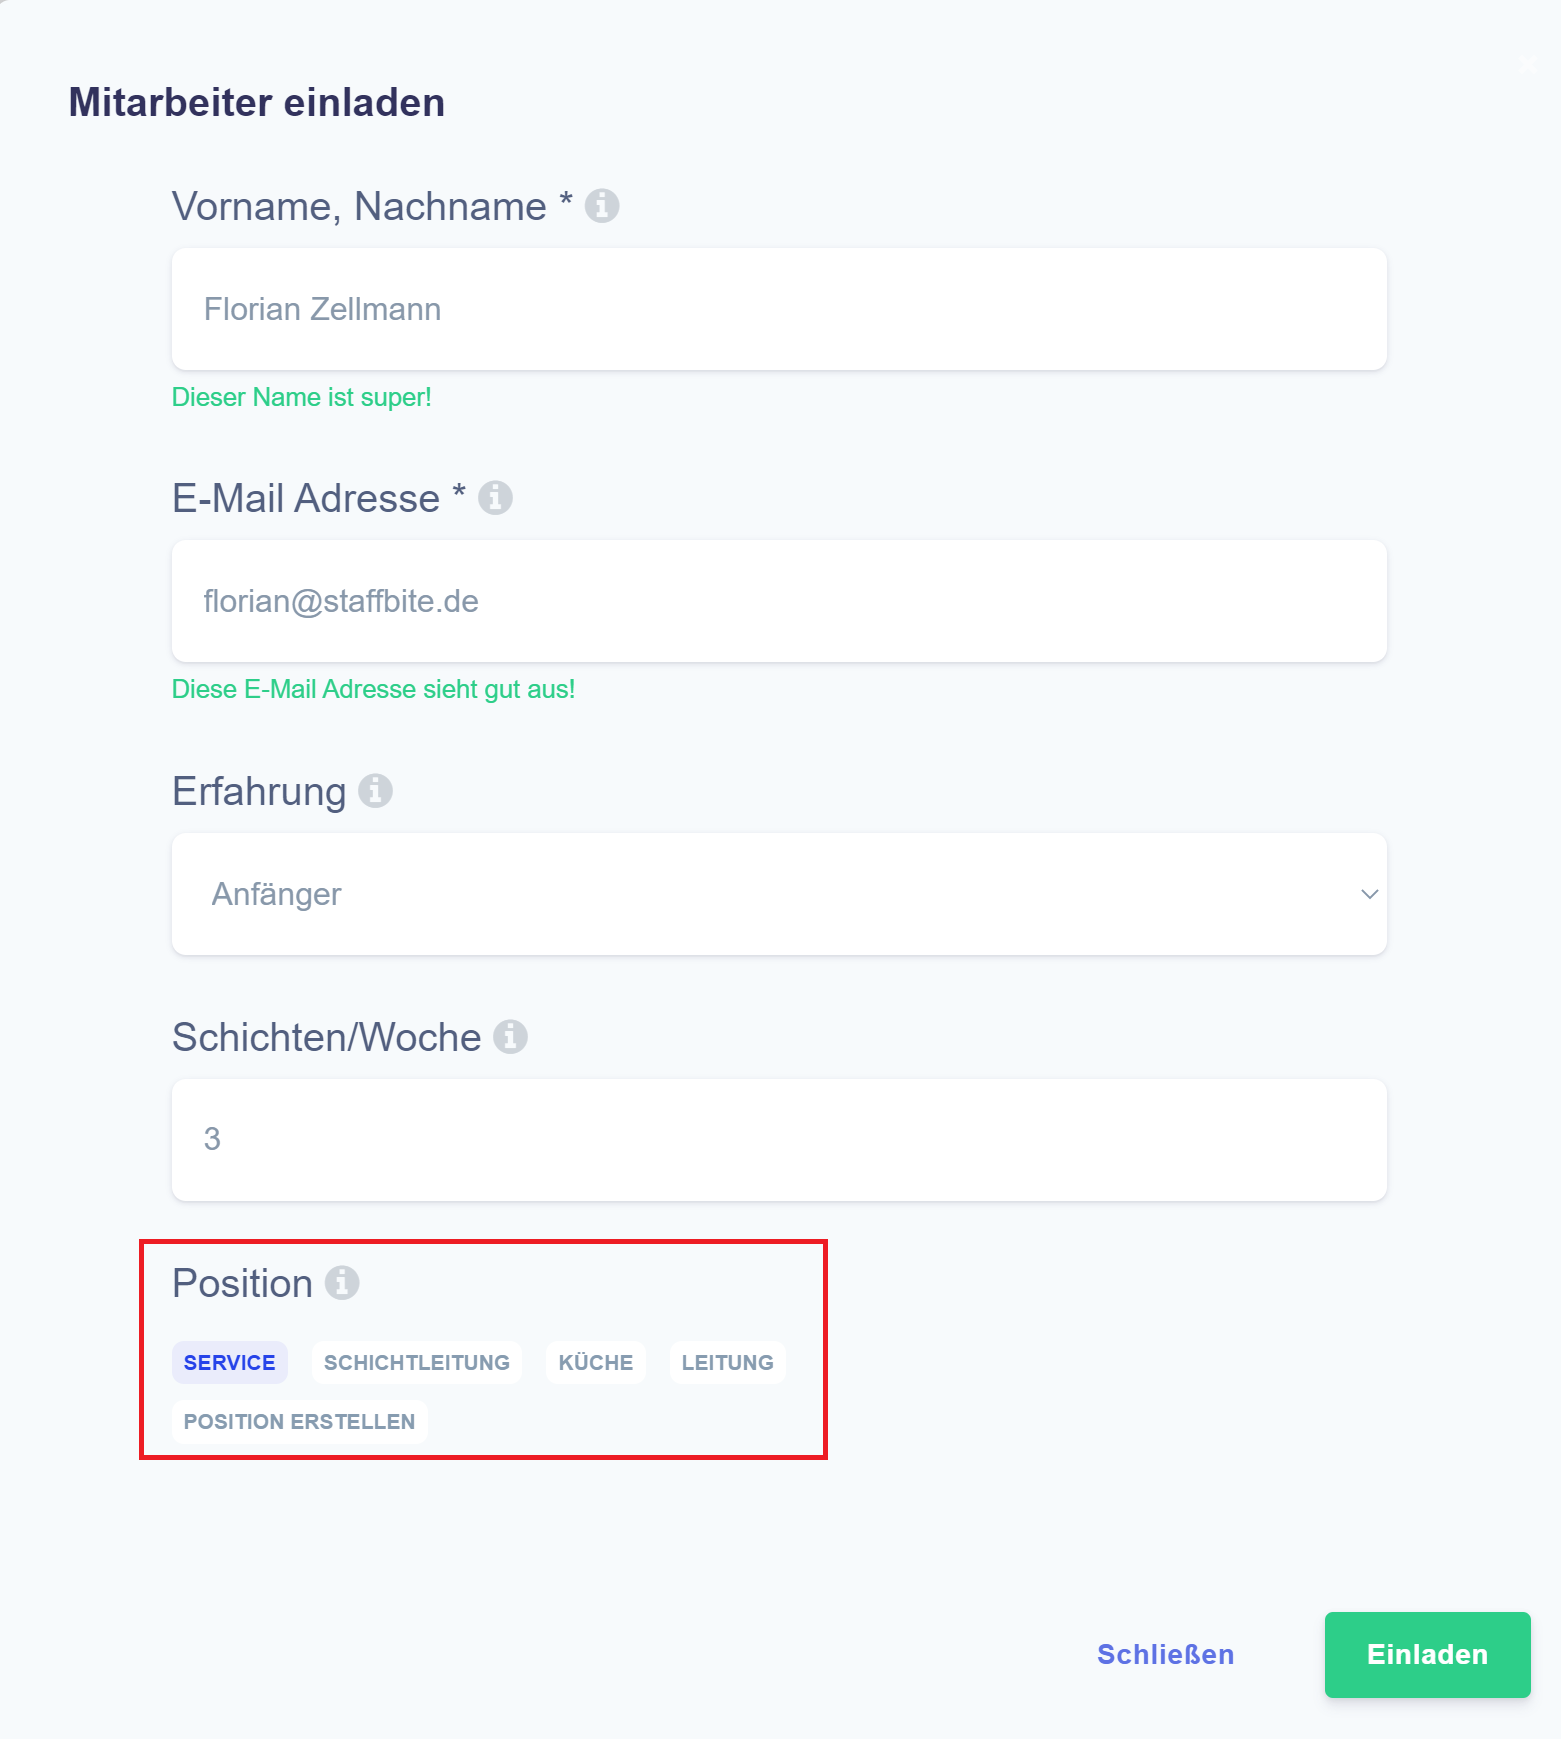 Mitarbeiter einladen
Vorname, Nachname *
Florian Zellmann
Dieser Name ist super!
E-Mail Adresse *
florian@staffbite.de
Diese E-Mail Adresse sieht gut aus!
Erfahrung
Anfänger
Schichten/Woche
3
Position
SERVICE SCHICHTLEITUNG KÜCHE LEITUNG
POSITION ERSTELLEN
Schließen Einladen